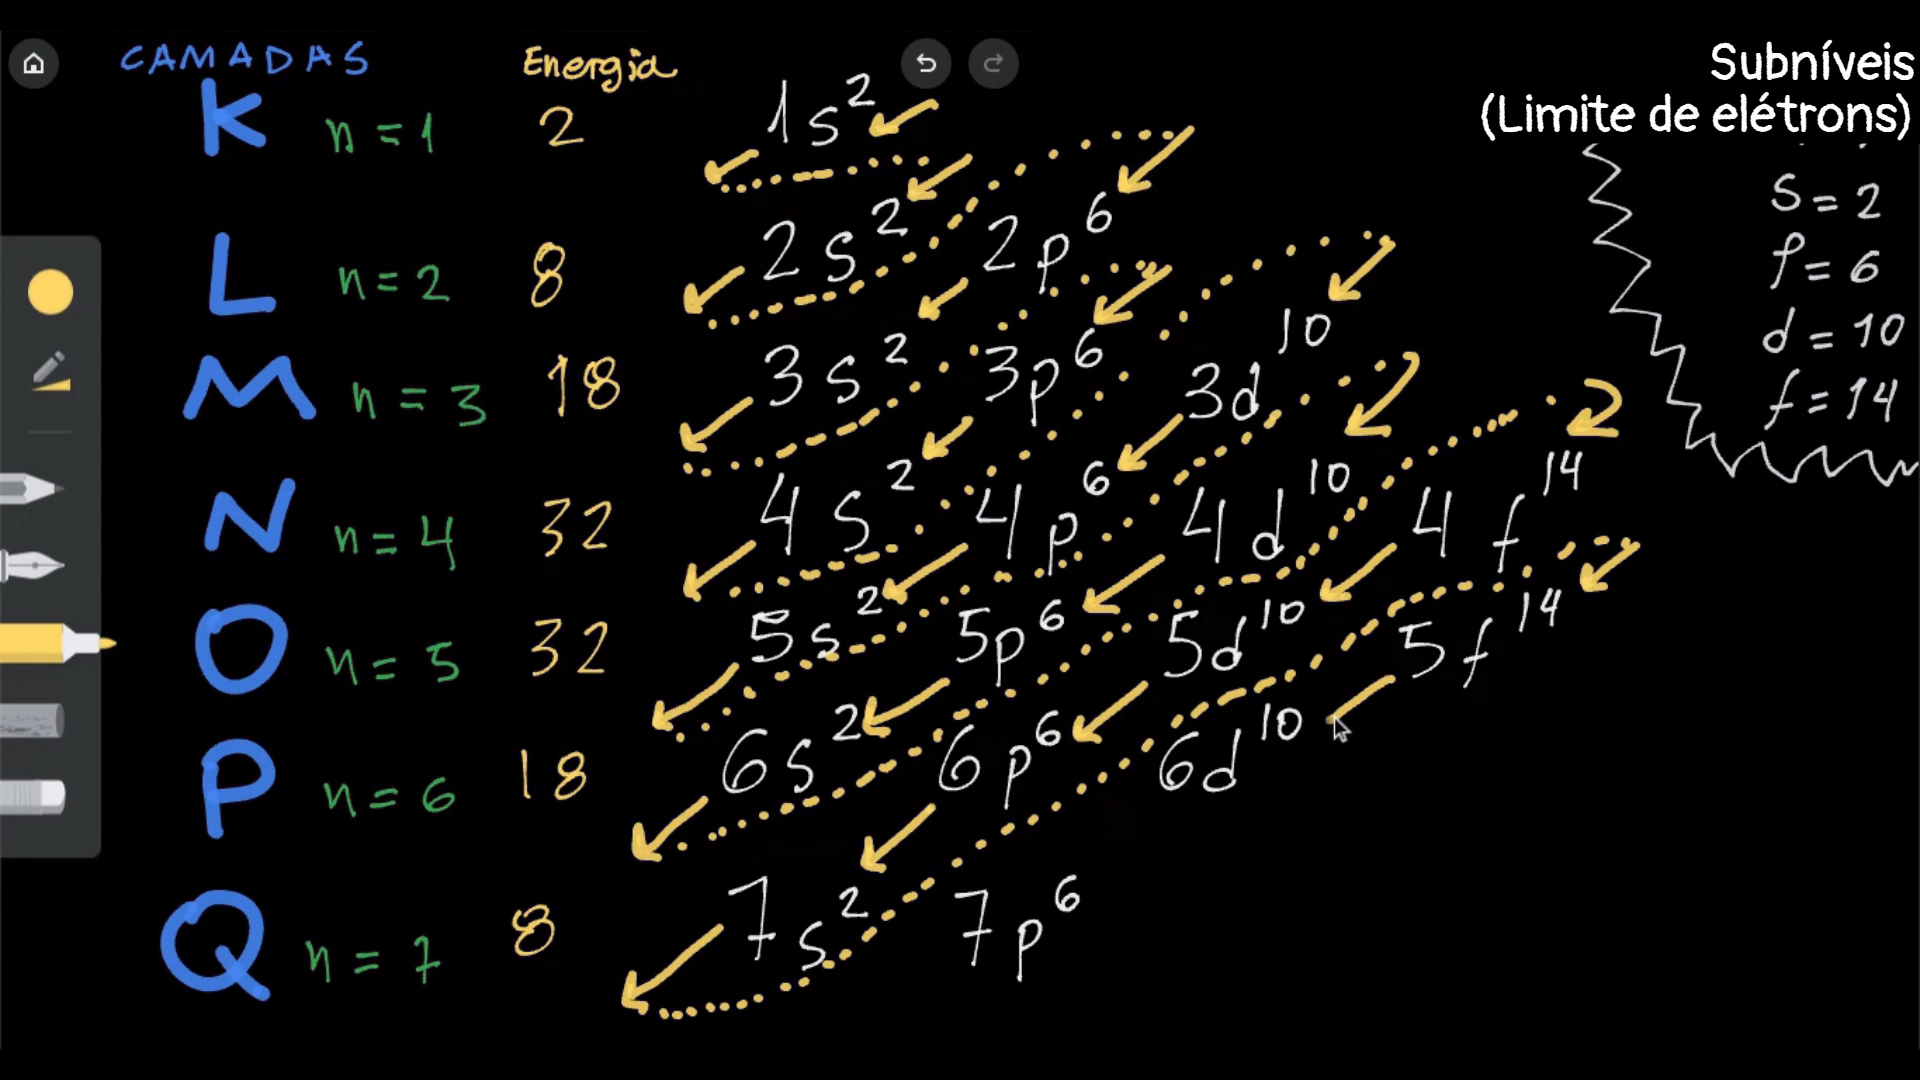 CAMADAS Energia
Subníveis
(Limite de elétrons)
K n=1 2 1s²
s=2
L n=2 8 2s² 2p⁶
p=6
M n=3 18 3s² 3p⁶ 3d¹⁰
d=10
f=14
N n=4 32 4s² 4p⁶ 4d¹⁰ 4f¹⁴
O n=5 32 5s² 5p⁶ 5d¹⁰ 5f¹⁴
P n=6 18 6s² 6p⁶ 6d¹⁰
Q n=7 8 7s² 7p⁶